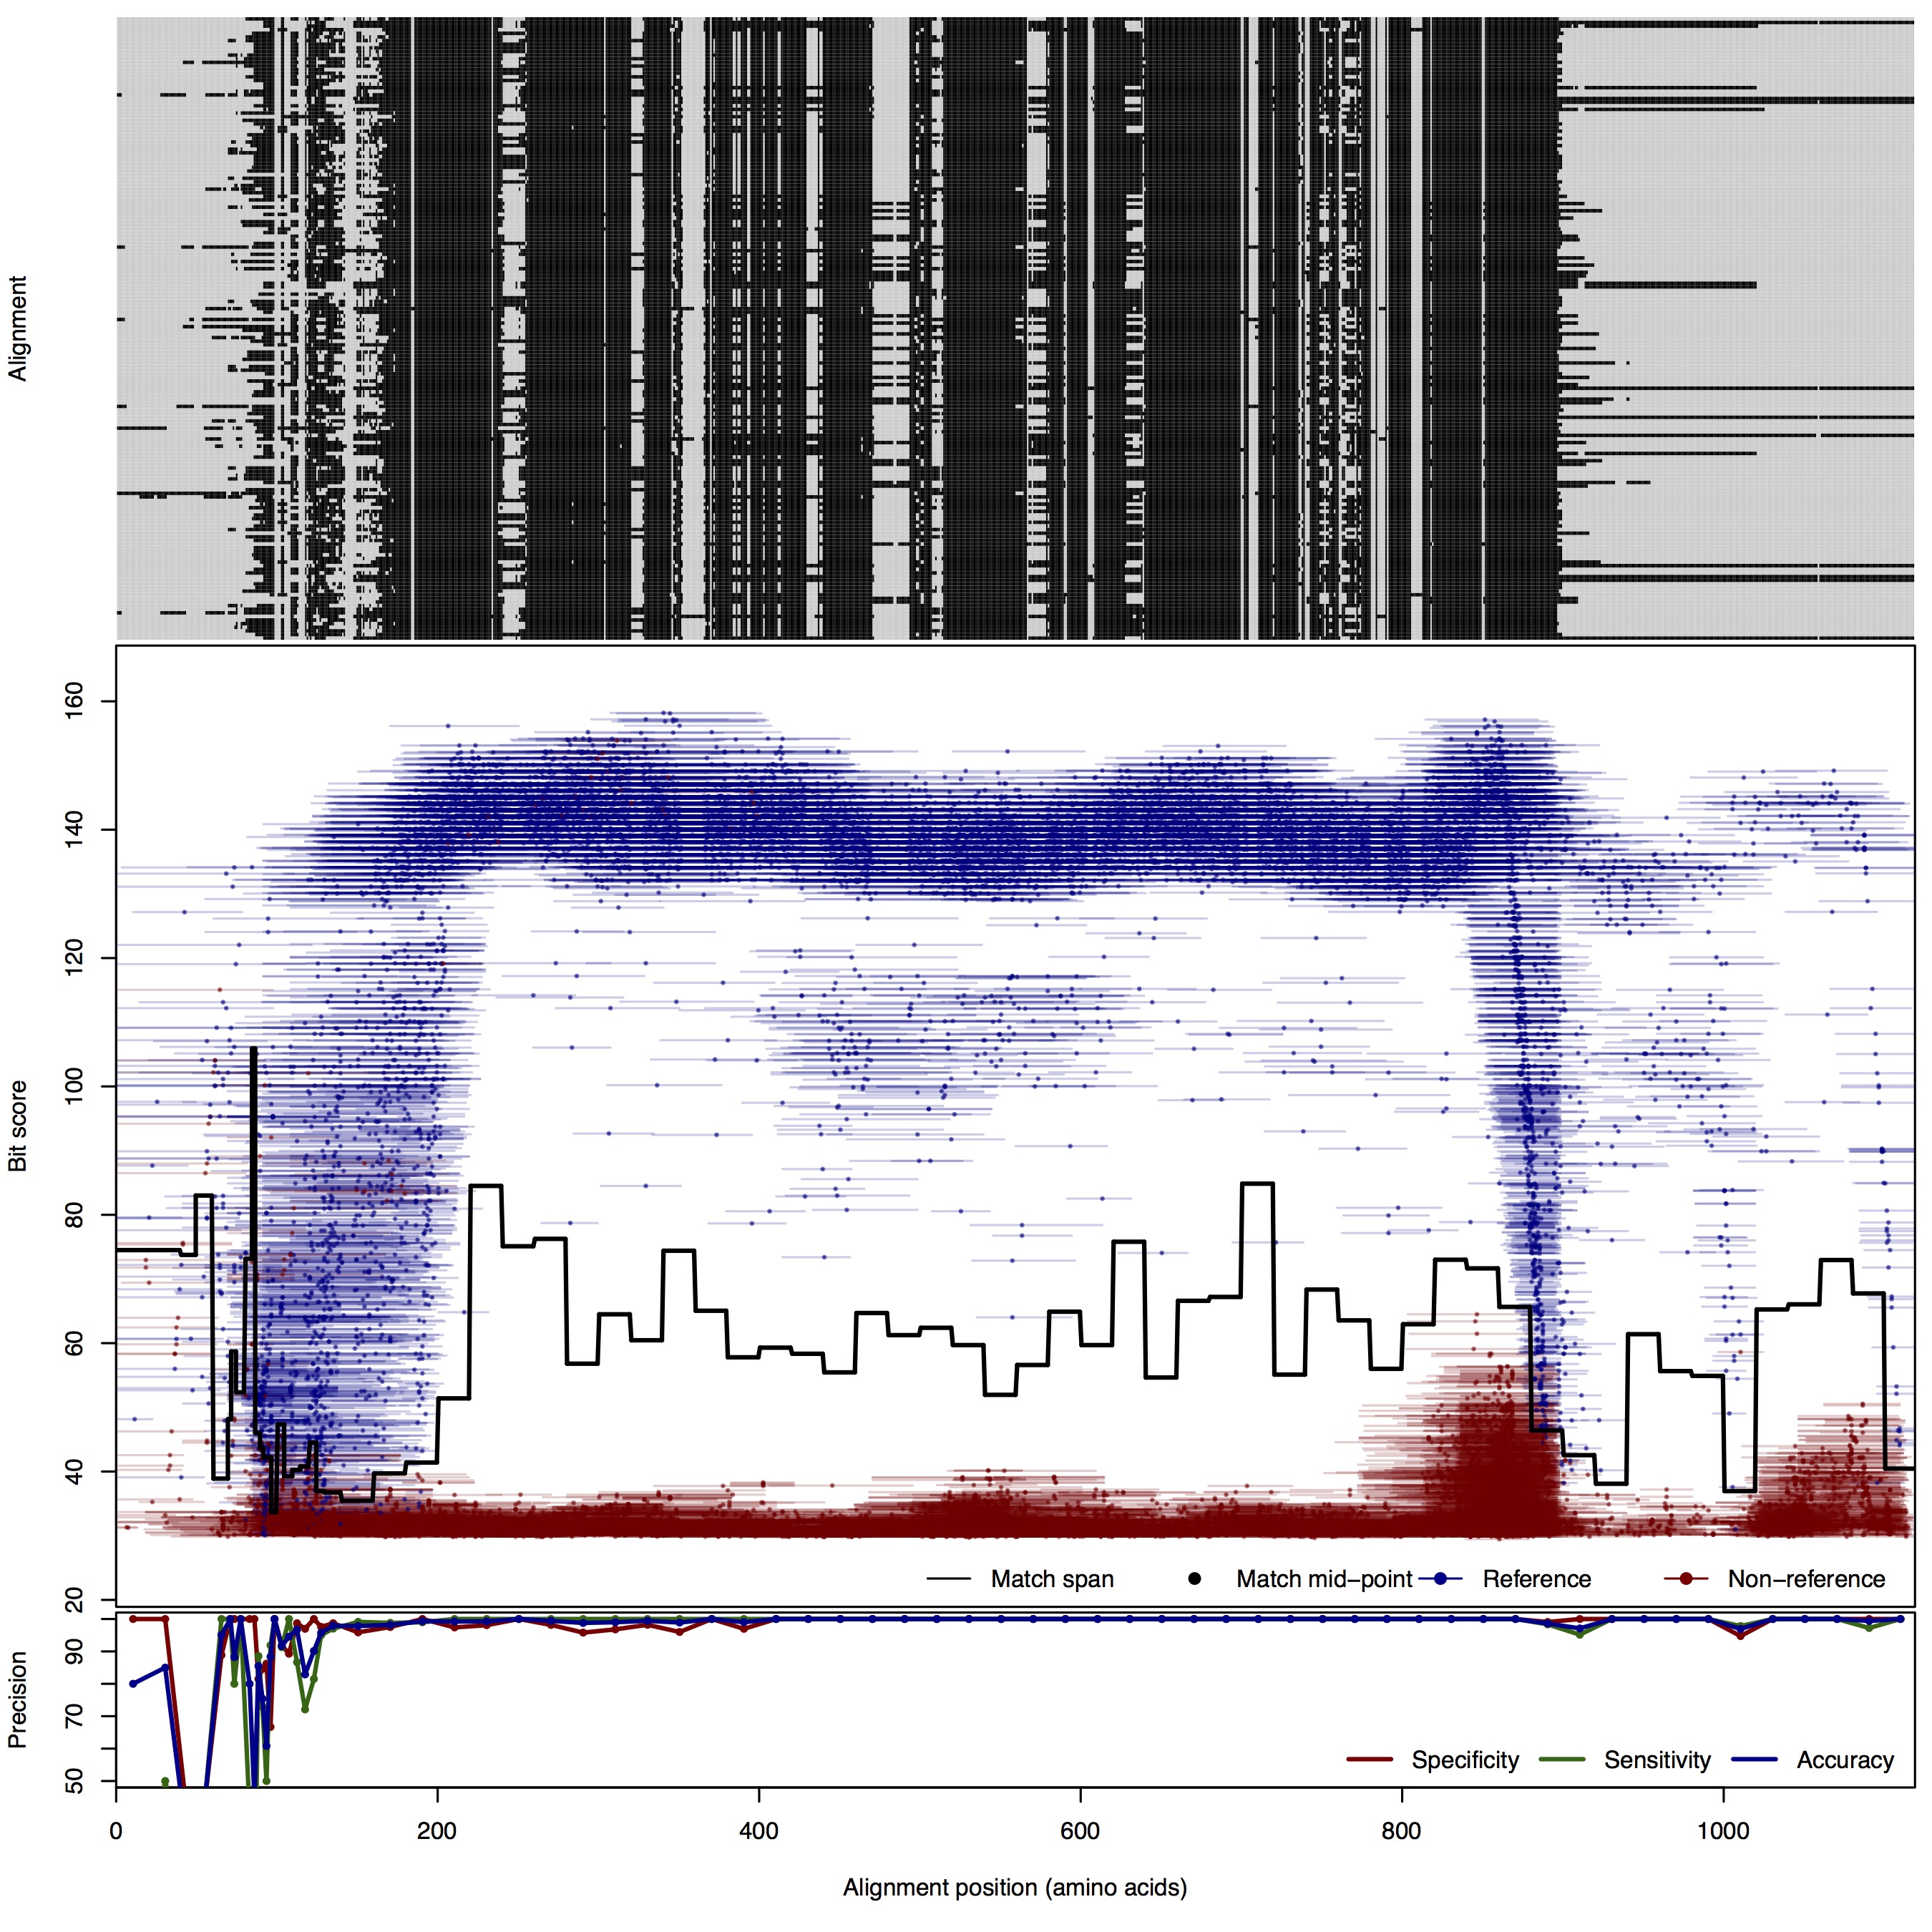 Alignment
Bit score
160
140
120
100
80
60
40
20
Match span
Match mid−point
Reference
Non−reference
Precision
90
70
50
Specificity
Sensitivity
Accuracy
0
200
400
600
800
1000
Alignment position (amino acids)